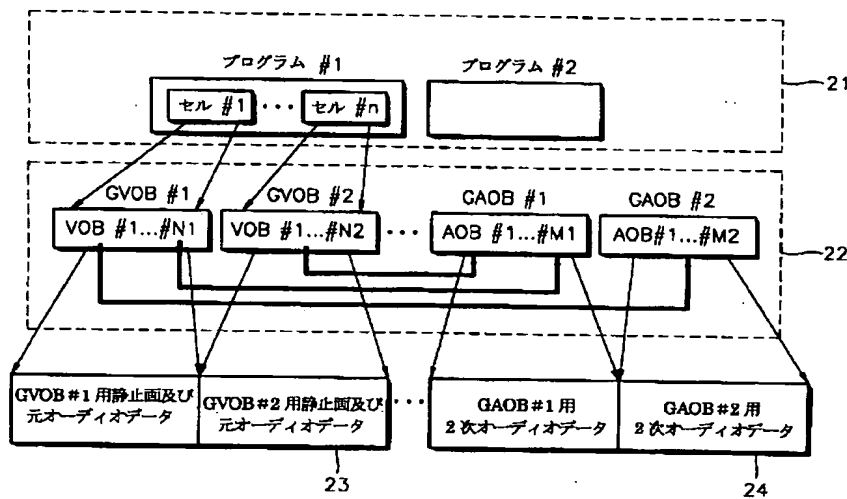 プログラム #1
プログラム #2
セル #1 ・・・ セル #n
21
GVOB #1
GVOB #2
GAOB #1
GAOB #2
VOB #1...#N1
VOB #1...#N2
・・・
AOB #1...#M1
AOB#1...#M2
22
GVOB#1 用静止画及び
元オーディオデータ
GVOB#2 用静止画及び
元オーディオデータ
・・・
GAOB#1 用
2次オーディオデータ
GAOB#2 用
2次オーディオデータ
23
24